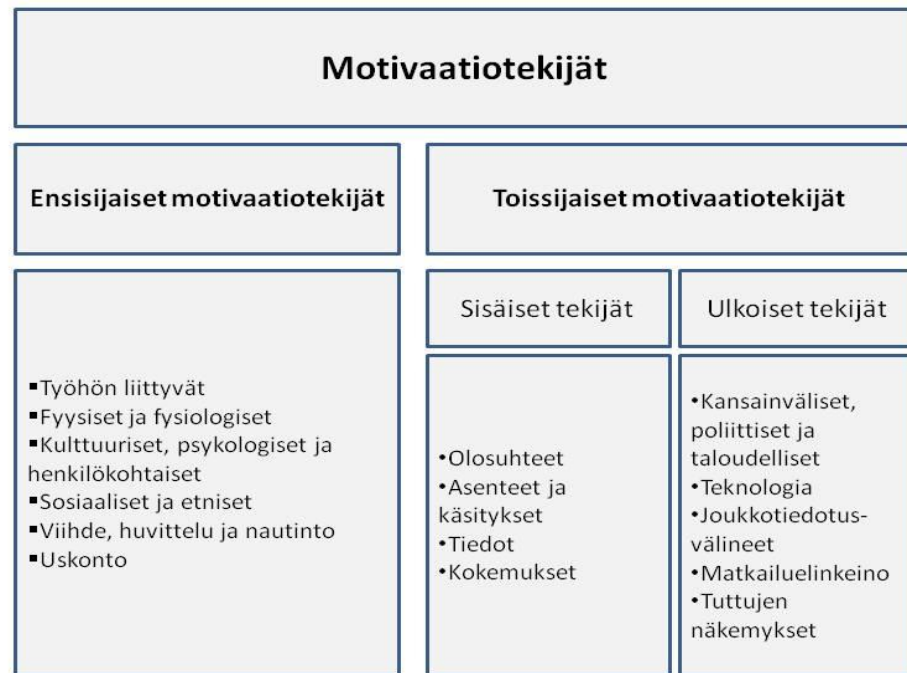 Motivaatiotekijät
Ensisijaiset motivaatiotekijät
Toissijaiset motivaatiotekijät
▪Työhön liittyvät
▪Fyysiset ja fysiologiset
▪Kulttuuriset, psykologiset ja
henkilökohtaiset
▪Sosiaaliset ja etniset
▪Viihde, huvittelu ja nautinto
▪Uskonto
Sisäiset tekijät
•Olosuhteet
•Asenteet ja
käsitykset
•Tiedot
•Kokemukset
Ulkoiset tekijät
•Kansainväliset,
poliittiset ja
taloudelliset
•Teknologia
•Joukkotiedotus-
välineet
•Matkailuelinkeino
•Tuttujen
näkemykset